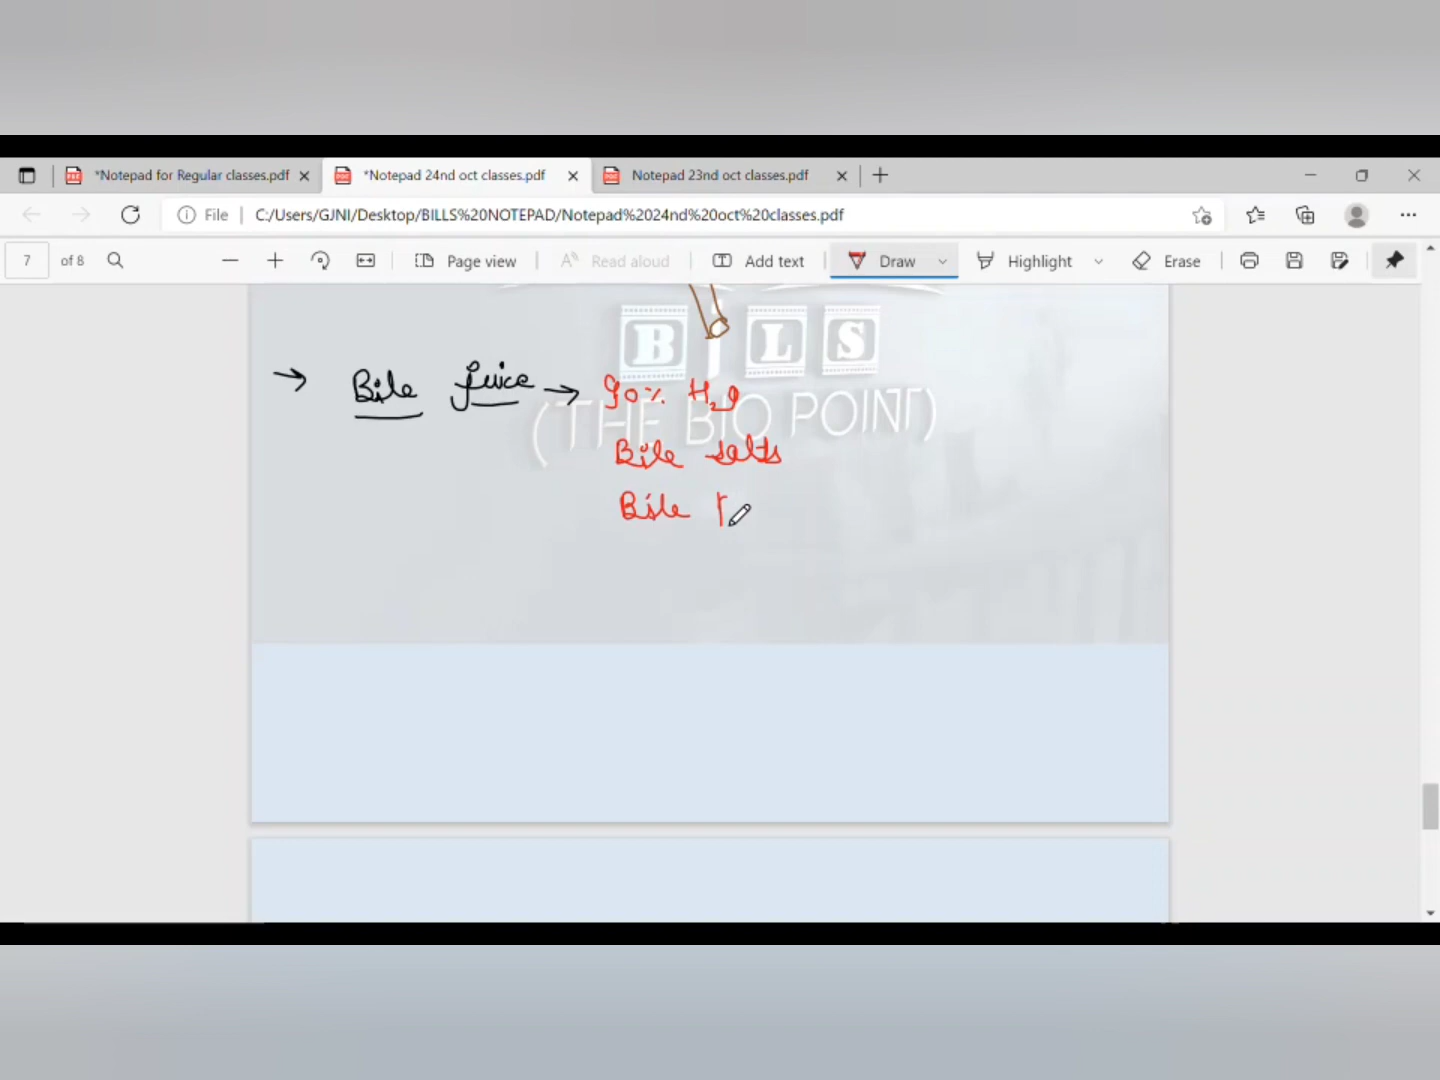 *Notepad for Regular classes.pdf *Notepad 24nd oct classes.pdf Notepad 23nd oct classes.pdf
File C:/Users/GJNI/Desktop/BILLS%20NOTEPAD/Notepad%2024nd%20oct%20classes.pdf
7 of 8 Page view Read aloud Add text Draw Highlight Erase
B i L S
(THE BIO POINT)
→ Bile juice → 90% H₂O
Bile salts
Bile